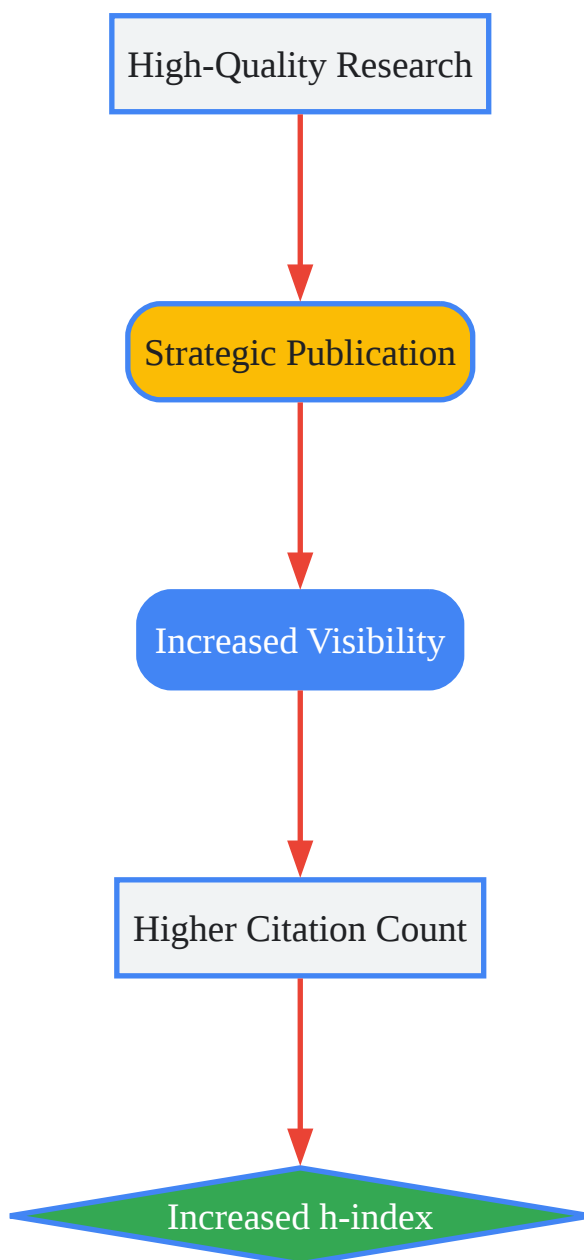 High-Quality Research
Strategic Publication
Increased Visibility
Higher Citation Count
Increased h-index